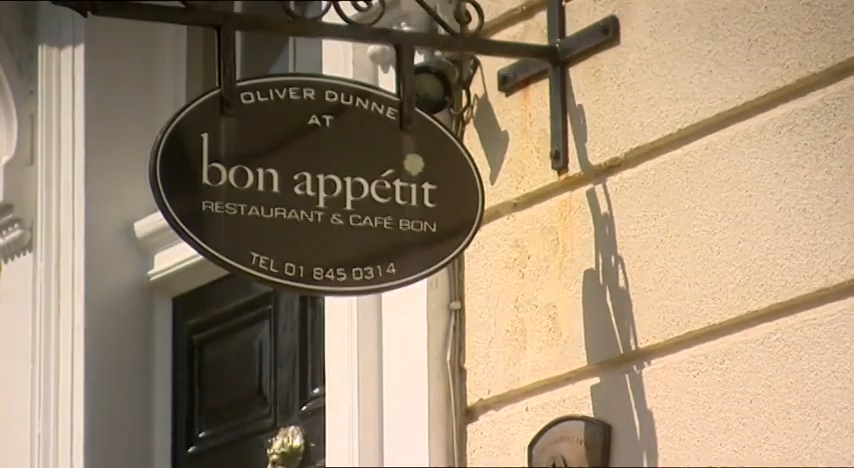 OLIVER DUNNE
AT
bon appétit
RESTAURANT & CAFÉ BON
TEL 01 845 0314